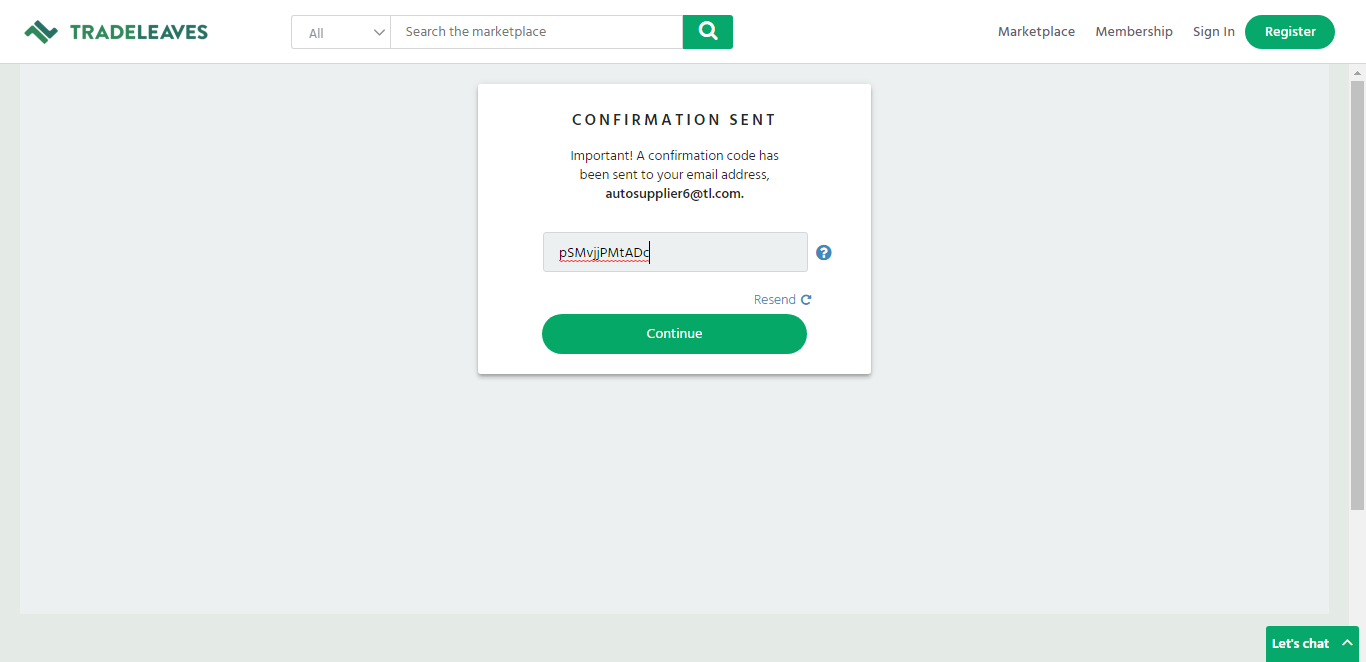 TRADELEAVES
All
Search the marketplace
Marketplace
Membership
Sign In
Register
CONFIRMATION SENT
Important! A confirmation code has
been sent to your email address,
autosupplier6@tl.com.
pSMvjjPMtADc
Resend
Continue
Let's chat